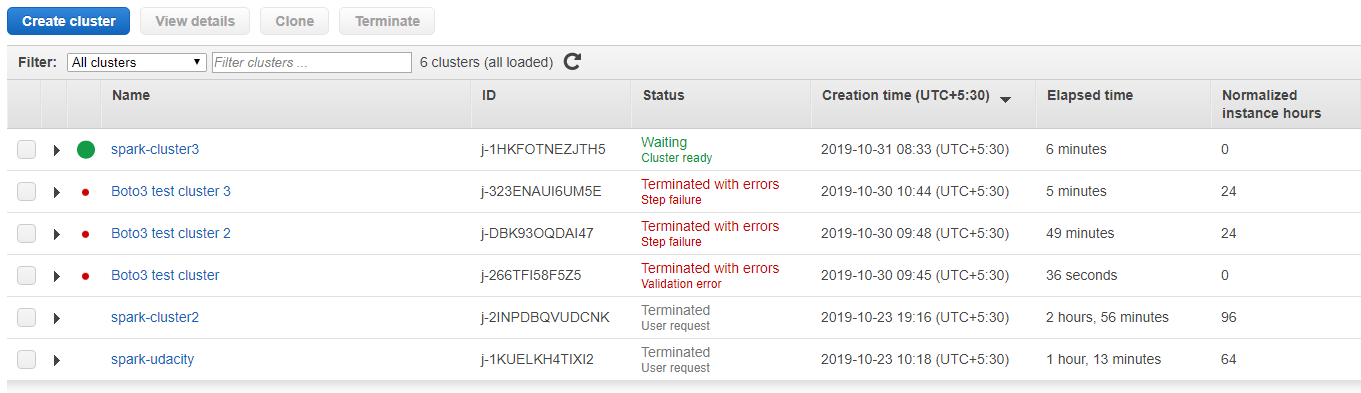 Create cluster View details Clone Terminate
Filter: All clusters Filter clusters ... 6 clusters (all loaded)
Name ID Status Creation time (UTC+5:30) Elapsed time Normalized
instance hours
spark-cluster3 j-1HKFOTNEZJTH5 Waiting 2019-10-31 08:33 (UTC+5:30) 6 minutes 0
Cluster ready
Boto3 test cluster 3 j-323ENAUI6UM5E Terminated with errors 2019-10-30 10:44 (UTC+5:30) 5 minutes 24
Step failure
Boto3 test cluster 2 j-DBK93OQDAI47 Terminated with errors 2019-10-30 09:48 (UTC+5:30) 49 minutes 24
Step failure
Boto3 test cluster j-266TFI58F5Z5 Terminated with errors 2019-10-30 09:45 (UTC+5:30) 36 seconds 0
Validation error
spark-cluster2 j-2INPDBQVUDCNK Terminated 2019-10-23 19:16 (UTC+5:30) 2 hours, 56 minutes 96
User request
spark-udacity j-1KUELKH4TIXI2 Terminated 2019-10-23 10:18 (UTC+5:30) 1 hour, 13 minutes 64
User request